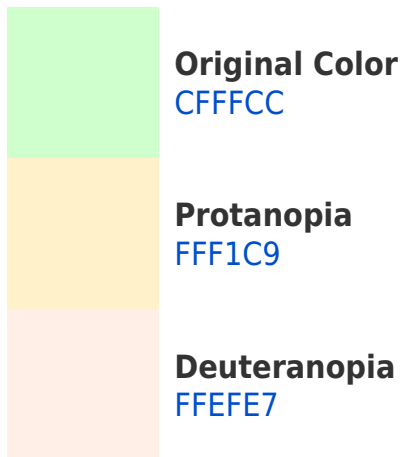 Original Color
CFFFCC
Protanopia
FFF1C9
Deuteranopia
FFEFE7